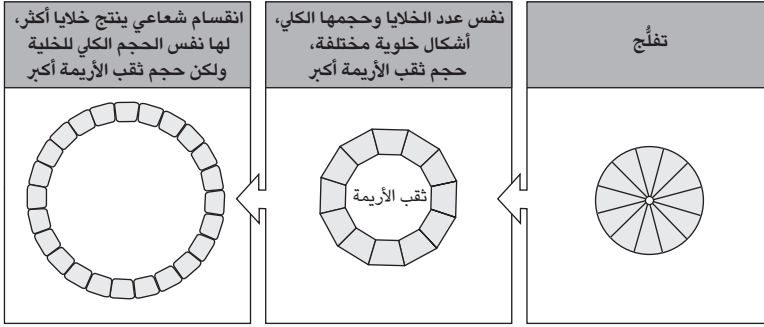 تفلُّج
نفس عدد الخلايا وحجمها الكلي،
أشكال خلوية مختلفة،
حجم ثقب الأريمة أكبر
ثقب الأريمة
انقسام شعاعي ينتج خلايا أكثر،
لها نفس الحجم الكلي للخلية
ولكن حجم ثقب الأريمة أكبر